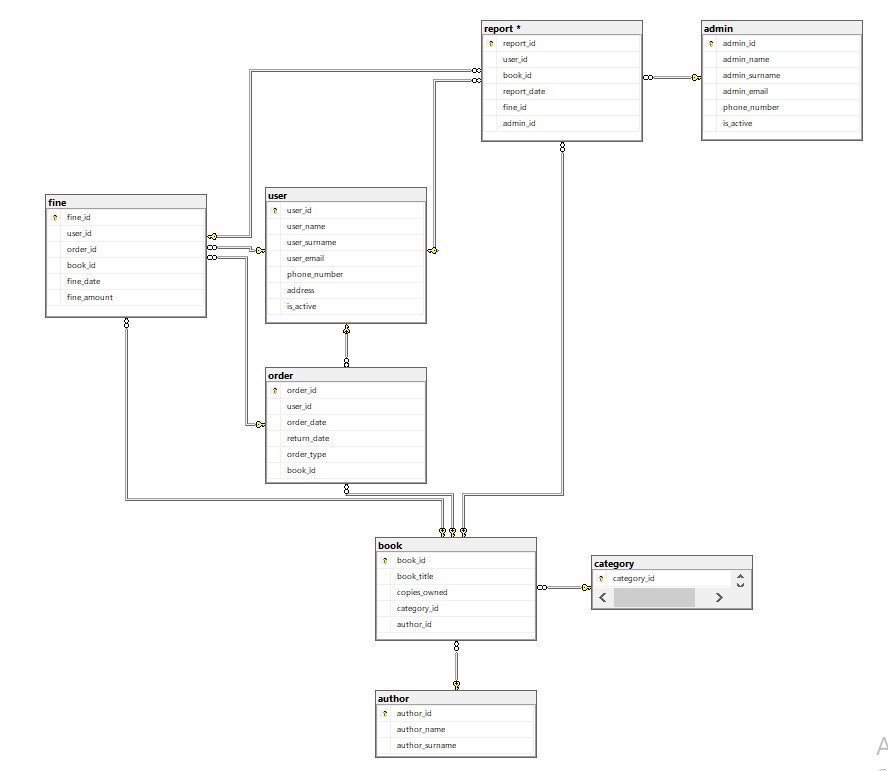 report *
report_id
user_id
book_id
report_date
fine_id
admin_id
admin
admin_id
admin_name
admin_surname
admin_email
phone_number
is_active
fine
fine_id
user_id
order_id
book_id
fine_date
fine_amount
user
user_id
user_name
user_surname
user_email
phone_number
address
is_active
order
order_id
user_id
order_date
return_date
order_type
book_id
book
book_id
book_title
copies_owned
category_id
author_id
category
category_id
author
author_id
author_name
author_surname
A